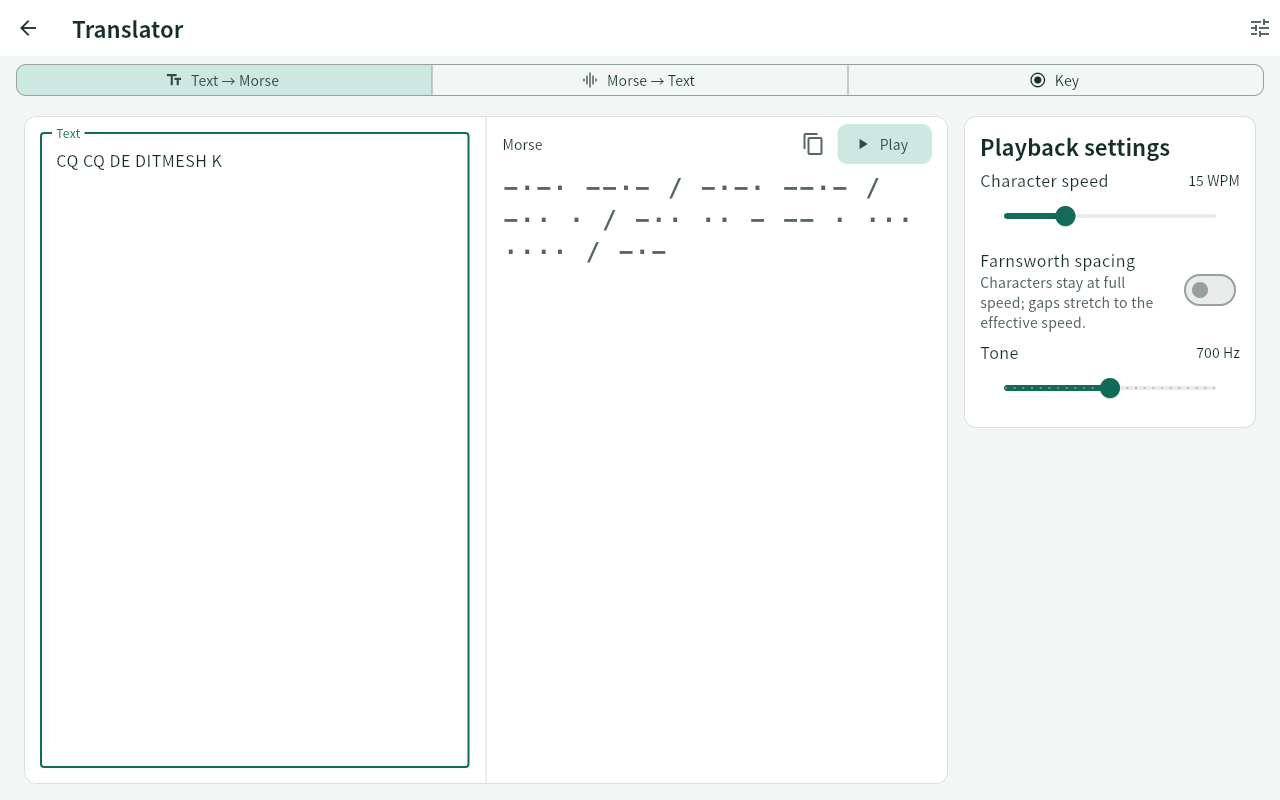 Translator
Text → Morse
Morse → Text
Key
Text
CQ CQ DE DITMESH K
Morse
Play
−·−· −−·− / −·−· −−·− /
−·· · / −·· ·· − −− · ···
···· / −·−
Playback settings
Character speed 15 WPM
Farnsworth spacing
Characters stay at full
speed; gaps stretch to the
effective speed.
Tone 700 Hz